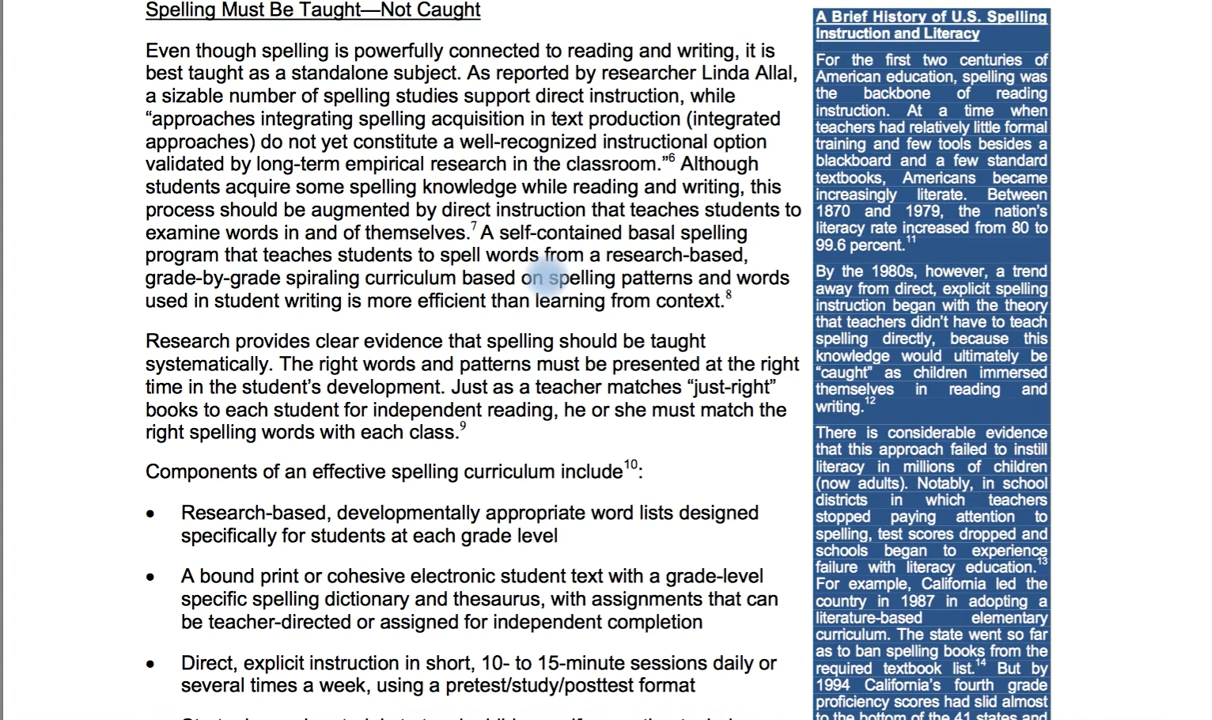 Spelling Must Be Taught—Not Caught
Even though spelling is powerfully connected to reading and writing, it is
best taught as a standalone subject. As reported by researcher Linda Allal,
a sizable number of spelling studies support direct instruction, while
“approaches integrating spelling acquisition in text production (integrated
approaches) do not yet constitute a well-recognized instructional option
validated by long-term empirical research in the classroom.”6 Although
students acquire some spelling knowledge while reading and writing, this
process should be augmented by direct instruction that teaches students to
examine words in and of themselves.7 A self-contained basal spelling
program that teaches students to spell words from a research-based,
grade-by-grade spiraling curriculum based on spelling patterns and words
used in student writing is more efficient than learning from context.8
Research provides clear evidence that spelling should be taught
systematically. The right words and patterns must be presented at the right
time in the student’s development. Just as a teacher matches “just-right”
books to each student for independent reading, he or she must match the
right spelling words with each class.9
Components of an effective spelling curriculum include10:
• Research-based, developmentally appropriate word lists designed
specifically for students at each grade level
• A bound print or cohesive electronic student text with a grade-level
specific spelling dictionary and thesaurus, with assignments that can
be teacher-directed or assigned for independent completion
• Direct, explicit instruction in short, 10- to 15-minute sessions daily or
several times a week, using a pretest/study/posttest format
A Brief History of U.S. Spelling
Instruction and Literacy
For the first two centuries of
American education, spelling was
the backbone of reading
instruction. At a time when
teachers had relatively little formal
training and few tools besides a
blackboard and a few standard
textbooks, Americans became
increasingly literate. Between
1870 and 1979, the nation’s
literacy rate increased from 80 to
99.6 percent.11
By the 1980s, however, a trend
away from direct, explicit spelling
instruction began with the theory
that teachers didn’t have to teach
spelling directly, because this
knowledge would ultimately be
“caught” as children immersed
themselves in reading and
writing.12
There is considerable evidence
that this approach failed to instill
literacy in millions of children
(now adults). Notably, in school
districts in which teachers
stopped paying attention to
spelling, test scores dropped and
schools began to experience
failure with literacy education.13
For example, California led the
country in 1987 in adopting a
literature-based elementary
curriculum. The state went so far
as to ban spelling books from the
required textbook list.14 But by
1994 California’s fourth grade
proficiency scores had slid almost
to the bottom of the 41 states and